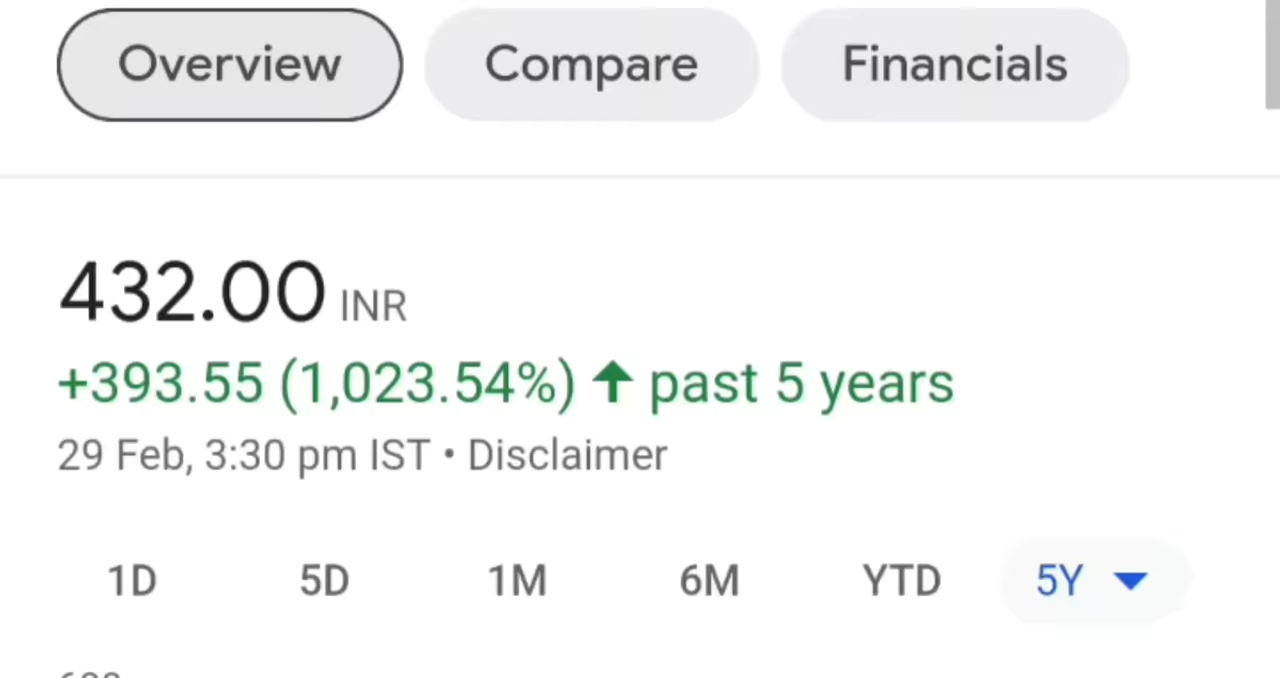 Overview Compare Financials
432.00 INR
+393.55 (1,023.54%) ↑ past 5 years
29 Feb, 3:30 pm IST • Disclaimer
1D 5D 1M 6M YTD 5Y